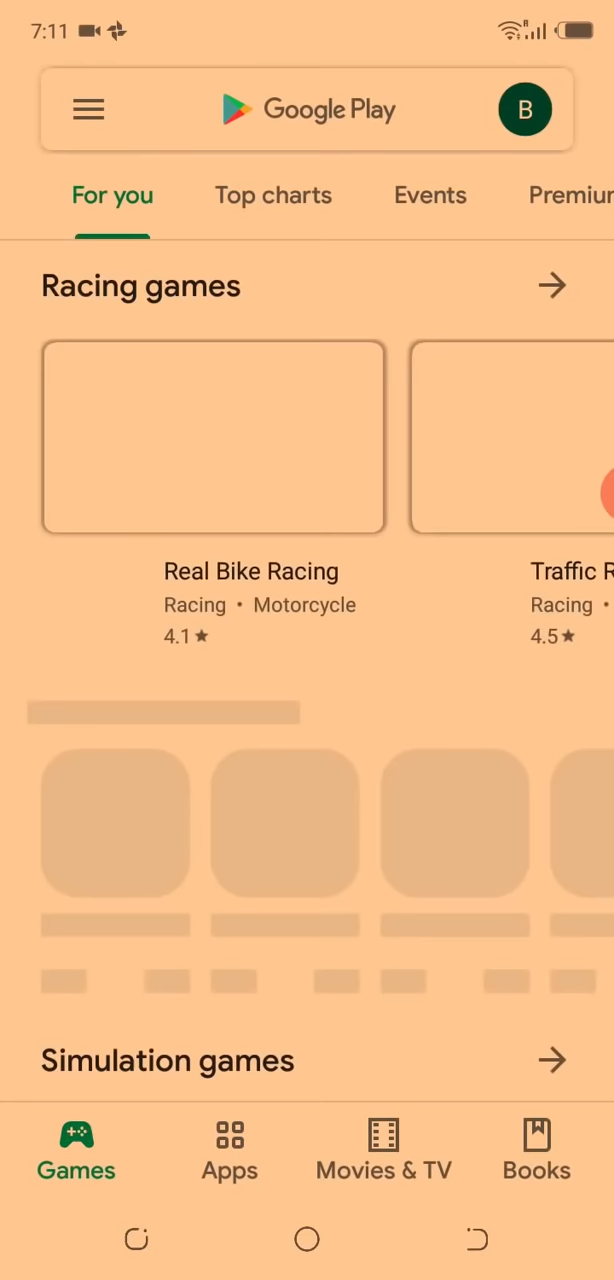 7:11
Google Play
B
For you Top charts Events Premiur
Racing games
Real Bike Racing
Racing • Motorcycle
4.1★
Traffic R
Racing •
4.5★
Simulation games
Games Apps Movies & TV Books